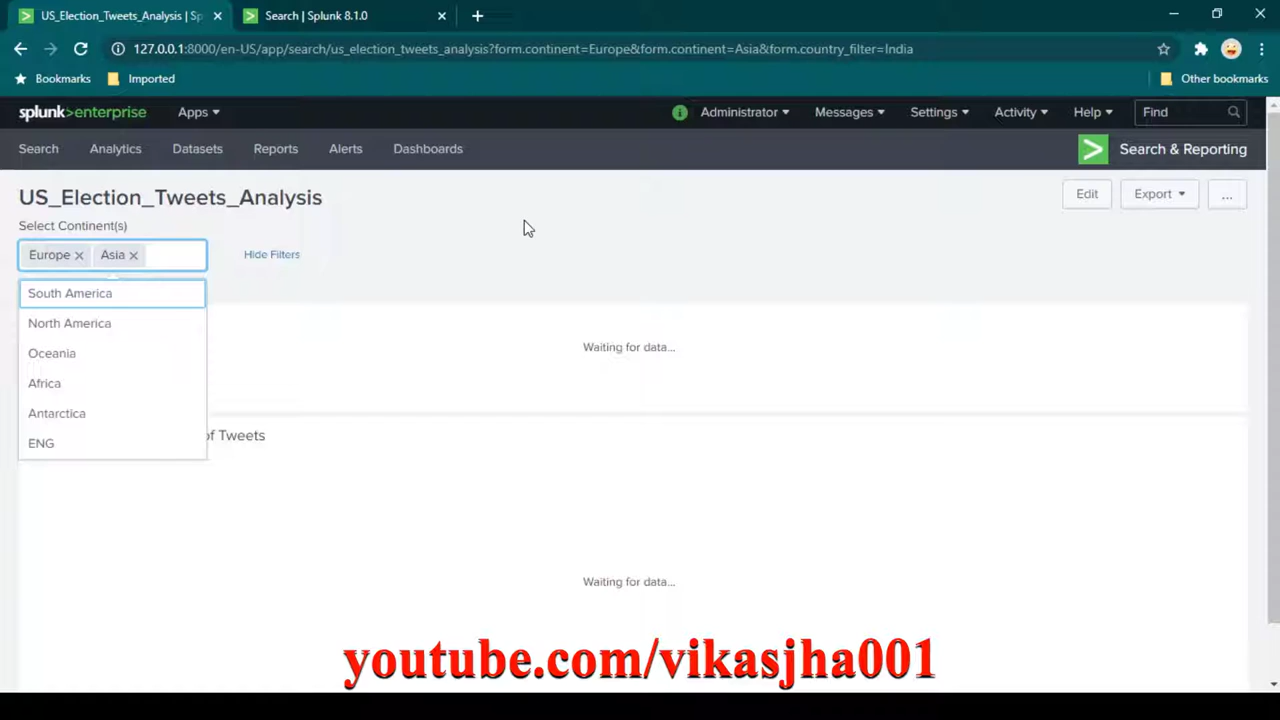 US_Election_Tweets_Analysis | Sp
Search | Splunk 8.1.0
127.0.0.1:8000/en-US/app/search/us_election_tweets_analysis?form.continent=Europe&form.continent=Asia&form.country_filter=India
Bookmarks Imported Other bookmarks
splunk>enterprise Apps Administrator Messages Settings Activity Help Find
Search Analytics Datasets Reports Alerts Dashboards Search & Reporting
US_Election_Tweets_Analysis Edit Export ...
Select Continent(s)
Europe Asia Hide Filters
South America
North America
Oceania
Waiting for data...
Africa
Antarctica
of Tweets
ENG
Waiting for data...
youtube.com/vikasjha001